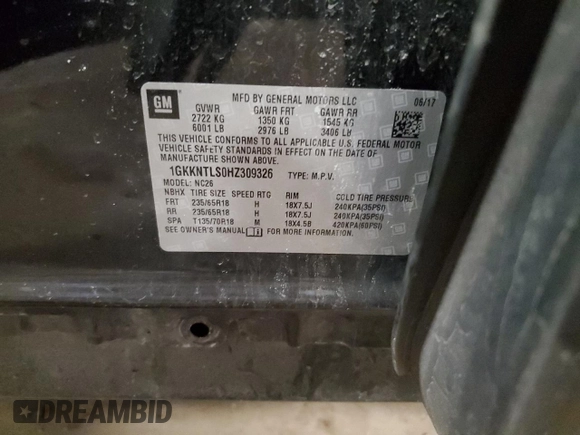 GM
MFD BY GENERAL MOTORS LLC 06/17
GVWR GAWR FRT GAWR RR
2722 KG 1350 KG 1545 KG
6001 LB 2976 LB 3406 LB
THIS VEHICLE CONFORMS TO ALL APPLICABLE U.S. FEDERAL MOTOR
VEHICLE SAFETY STANDARDS IN EFFECT ON THE DATE OF
MANUFACTURE SHOWN ABOVE.
1GKKNTLS0HZ309326 TYPE: M.P.V.
MODEL: NC26
NBHX TIRE SIZE SPEED RTG RIM COLD TIRE PRESSURE
FRT 235/65R18 H 18X7.5J 240KPA(35PSI)
RR 235/65R18 H 18X7.5J 240KPA(35PSI)
SPA T135/70R18 M 18X4.5B 420KPA(60PSI)
SEE OWNER'S MANUAL FOR MORE INFORMATION.
DREAMBID